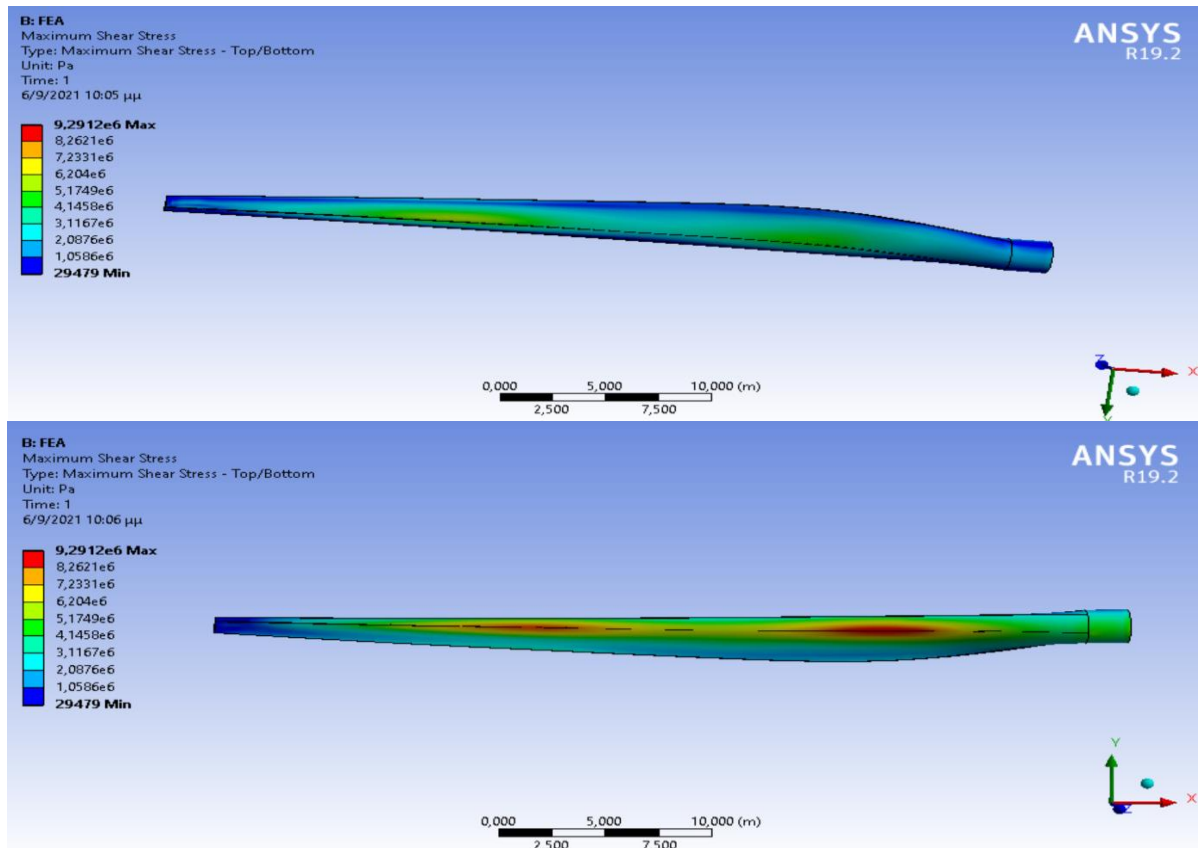 B: FEA
Maximum Shear Stress
Type: Maximum Shear Stress - Top/Bottom
Unit: Pa
Time: 1
6/9/2021 10:05 μμ
ANSYS
R19.2
9,2912e6 Max
8,2621e6
7,2331e6
6,204e6
5,1749e6
4,1458e6
3,1167e6
2,0876e6
1,0586e6
29479 Min
0,000 5,000 10,000 (m)
2,500 7,500
Z
X
Y
B: FEA
Maximum Shear Stress
Type: Maximum Shear Stress - Top/Bottom
Unit: Pa
Time: 1
6/9/2021 10:06 μμ
ANSYS
R19.2
9,2912e6 Max
8,2621e6
7,2331e6
6,204e6
5,1749e6
4,1458e6
3,1167e6
2,0876e6
1,0586e6
29479 Min
Y
X
Z
0,000 5,000 10,000 (m)
2,500 7,500